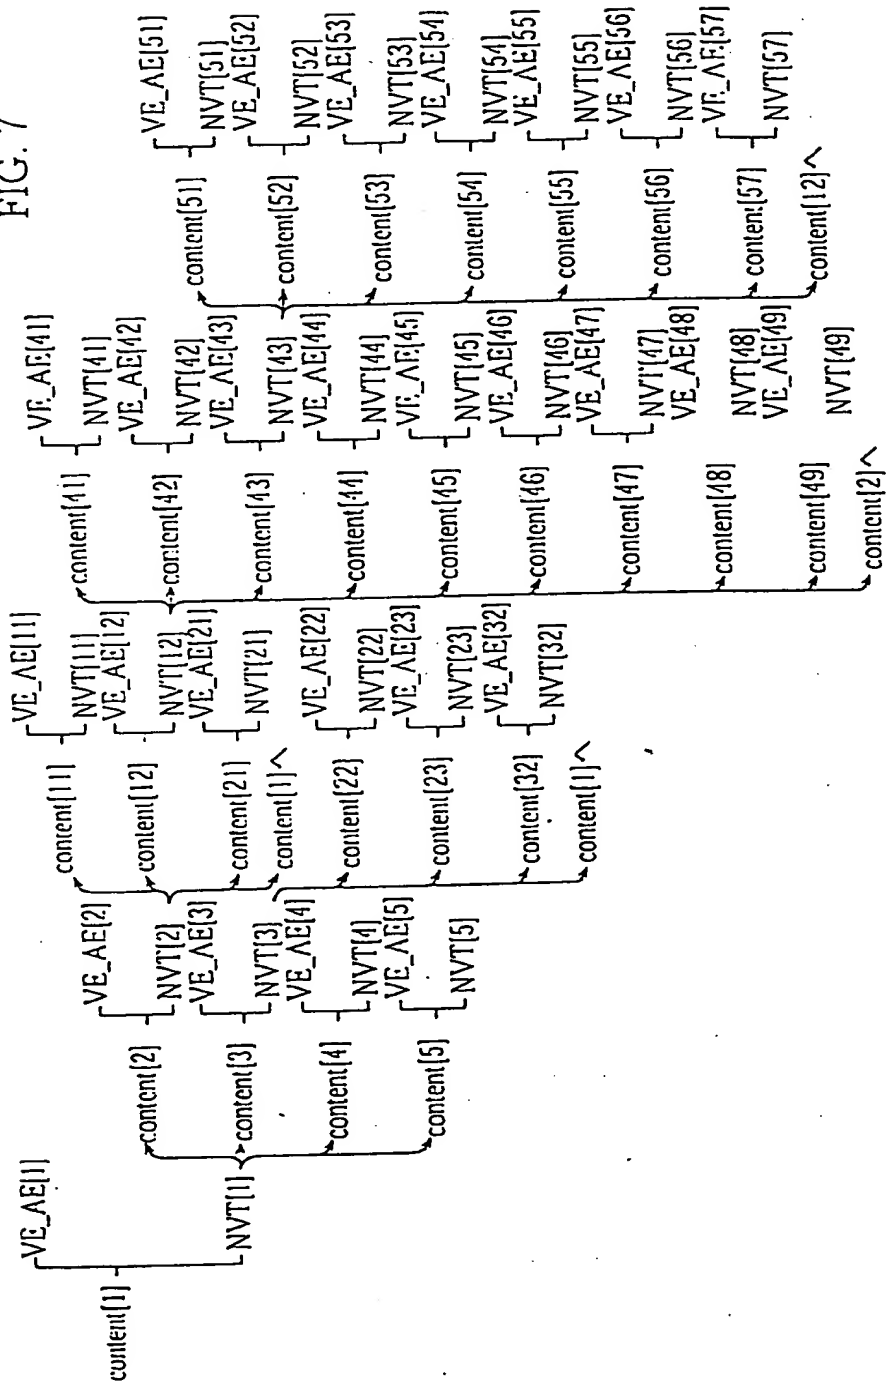 FIG. 7
content[1]
VE_AE[1]
NVT[1]
content[2]
content[3]
content[4]
content[5]
VE_AE[2]
NVT[2]
VE_AE[3]
NVT[3]
VE_AE[4]
NVT[4]
VE_AE[5]
NVT[5]
content[11]
content[12]
content[21]
content[1]^
content[22]
content[23]
content[32]
content[1]^
VE_AE[11]
NVT[11]
VE_AE[12]
NVT[12]
VE_AE[21]
NVT[21]
VE_AE[22]
NVT[22]
VE_AE[23]
NVT[23]
VE_AE[32]
NVT[32]
content[41]
content[42]
content[43]
content[44]
content[45]
content[46]
content[47]
content[48]
content[49]
content[2]^
VE_AE[41]
NVT[41]
VE_AE[42]
NVT[42]
VE_AE[43]
NVT[43]
VE_AE[44]
NVT[44]
VE_AE[45]
NVT[45]
VE_AE[46]
NVT[46]
VE_AE[47]
NVT[47]
VE_AE[48]
NVT[48]
VE_AE[49]
NVT[49]
content[51]
content[52]
content[53]
content[54]
content[55]
content[56]
content[57]
content[12]^
VE_AE[51]
NVT[51]
VE_AE[52]
NVT[52]
VE_AE[53]
NVT[53]
VE_AE[54]
NVT[54]
VE_AE[55]
NVT[55]
VE_AE[56]
NVT[56]
VE_AE[57]
NVT[57]